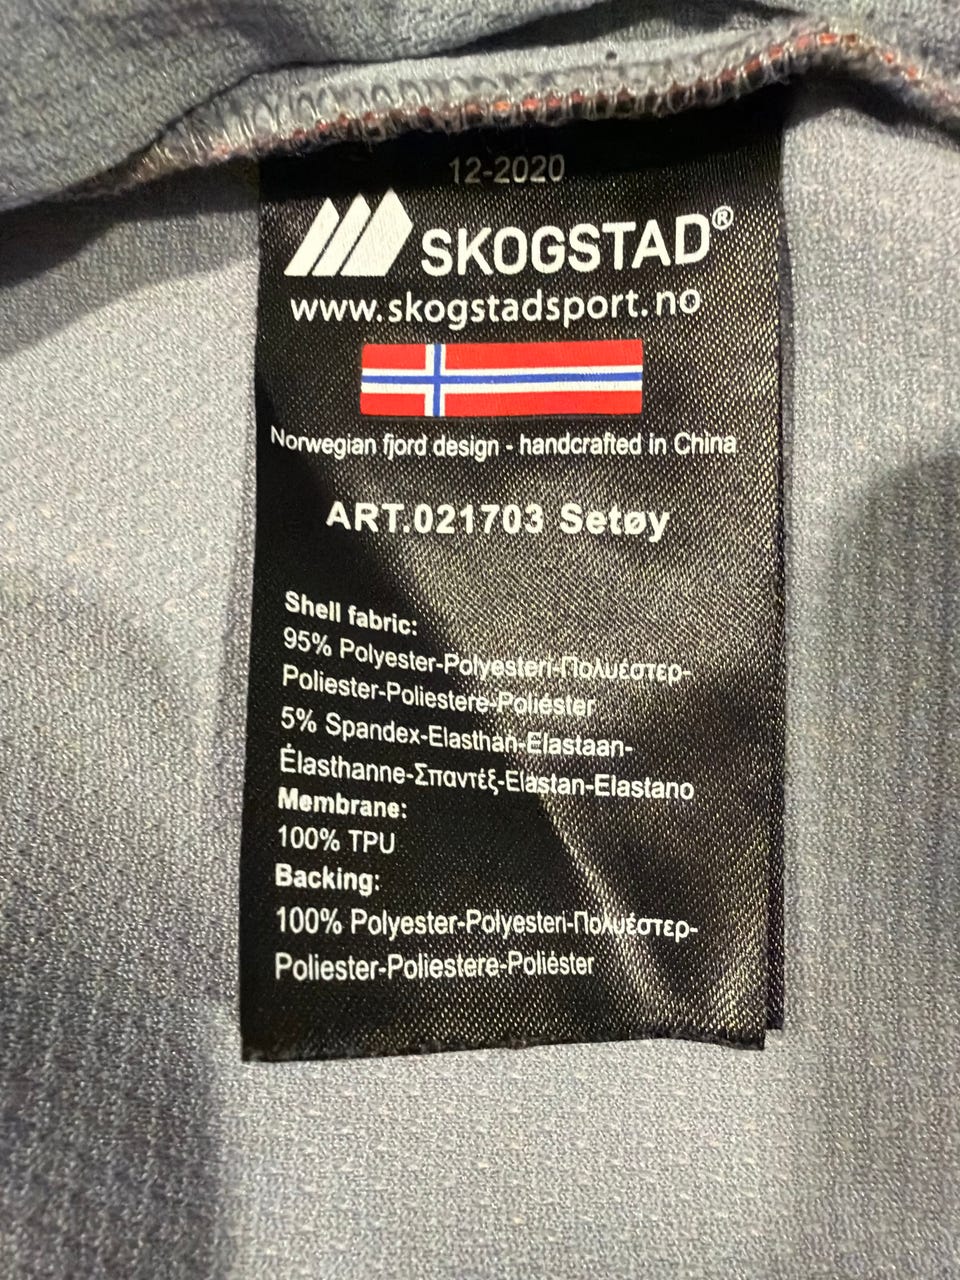 12-2020
SKOGSTAD®
www.skogstadsport.no
Norwegian fjord design - handcrafted in China
ART.021703 Setøy
Shell fabric:
95% Polyester-Polyesteri-Πολυέστερ-
Poliester-Poliestere-Poliéster
5% Spandex-Elasthan-Elastaan-
Élasthanne-Σπαντέξ-Elastan-Elastano
Membrane:
100% TPU
Backing:
100% Polyester-Polyesteri-Πολυέστερ-
Poliester-Poliestere-Poliéster